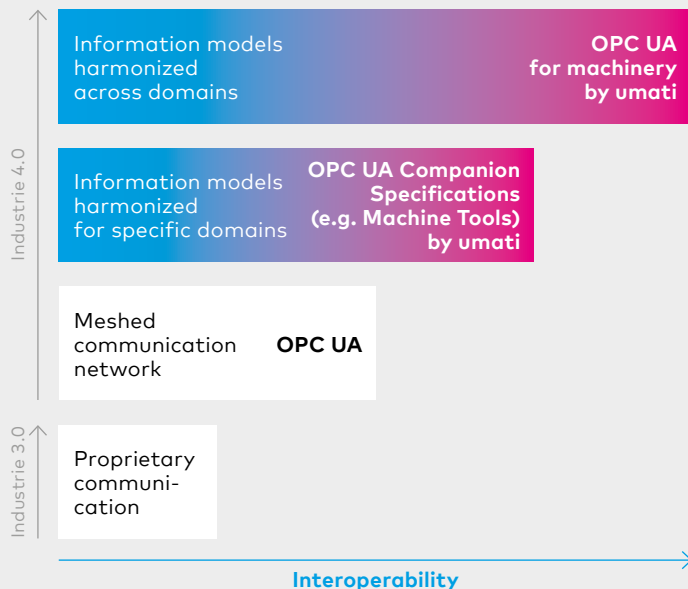 Information models
harmonized
across domains
OPC UA
for machinery
by umati
Information models
harmonized
for specific domains
OPC UA Companion
Specifications
(e.g. Machine Tools)
by umati
Industrie 4.0
Meshed
communication
network
OPC UA
Industrie 3.0
Proprietary
communi-
cation
Interoperability